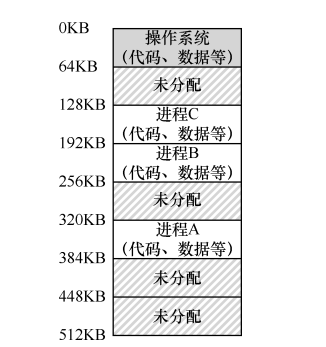 0KB
操作系统
(代码、数据等)
64KB
未分配
128KB
进程C
(代码、数据等)
192KB
进程B
(代码、数据等)
256KB
未分配
320KB
进程A
(代码、数据等)
384KB
未分配
448KB
未分配
512KB